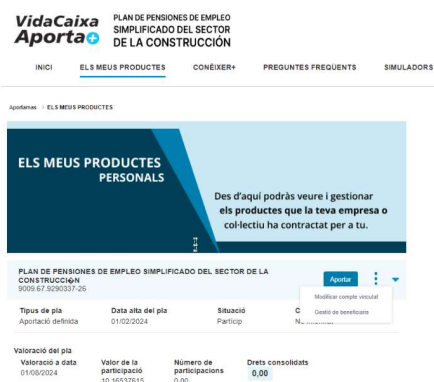 VidaCaixa
Aporta+
PLAN DE PENSIONES DE EMPLEO
SIMPLIFICADO DEL SECTOR
DE LA CONSTRUCCIÓN
INICI ELS MEUS PRODUCTES CONÈIXER+ PREGUNTES FREQÜENTS SIMULADORS
Aportamas › ELS MEUS PRODUCTES
ELS MEUS PRODUCTES
PERSONALS
Des d'aquí podràs veure i gestionar
els productes que la teva empresa o
col·lectiu ha contractat per a tu.
PLAN DE PENSIONES DE EMPLEO SIMPLIFICADO DEL SECTOR DE LA
CONSTRUCCI�N
9009.67.9290337-26
Aportar
Modificar compte vinculat
Gestió de beneficiaris
Tipus de pla Data alta del pla Situació
Aportació definida 01/02/2024 Partícip
Valoració del pla
Valoració a data Valor de la participació Número de participacions Drets consolidats
01/08/2024 10,16537615 0,00 0,00